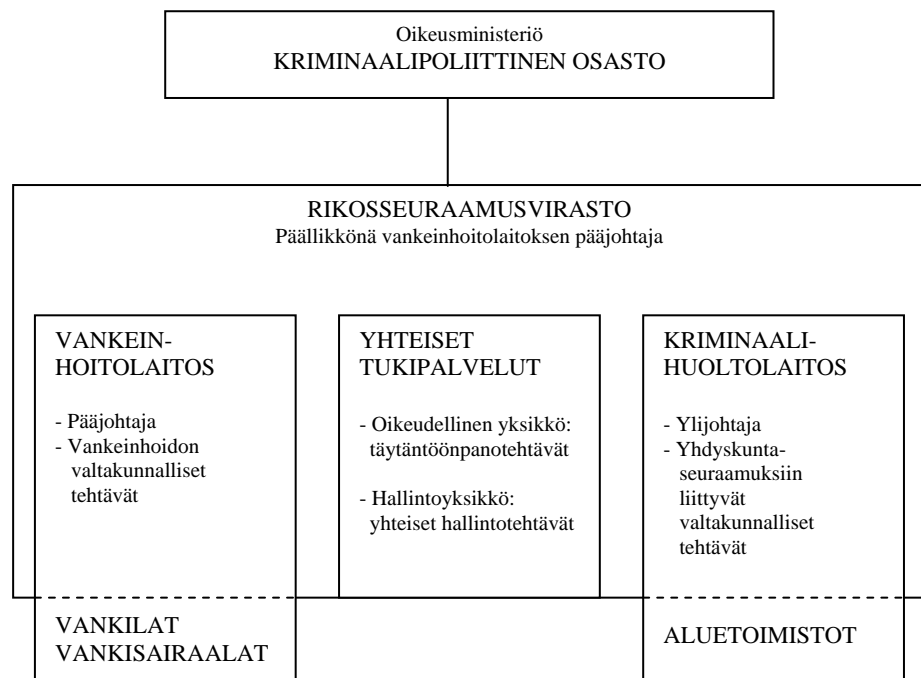 Oikeusministeriö
KRIMINAALIPOLIITTINEN OSASTO
RIKOSSEURAAMUSVIRASTO
Päällikkönä vankeinhoitolaitoksen pääjohtaja
VANKEIN-
HOITOLAITOS
- Pääjohtaja
- Vankeinhoidon
valtakunnalliset
tehtävät
YHTEISET
TUKIPALVELUT
- Oikeudellinen yksikkö:
täytäntöönpanotehtävät
- Hallintoyksikkö:
yhteiset hallintotehtävät
KRIMINAALI-
HUOLTOLAITOS
- Ylijohtaja
- Yhdyskunta-
seuraamuksiin
liittyvät
valtakunnalliset
tehtävät
VANKILAT
VANKISAIRAALAT
ALUETOIMISTOT